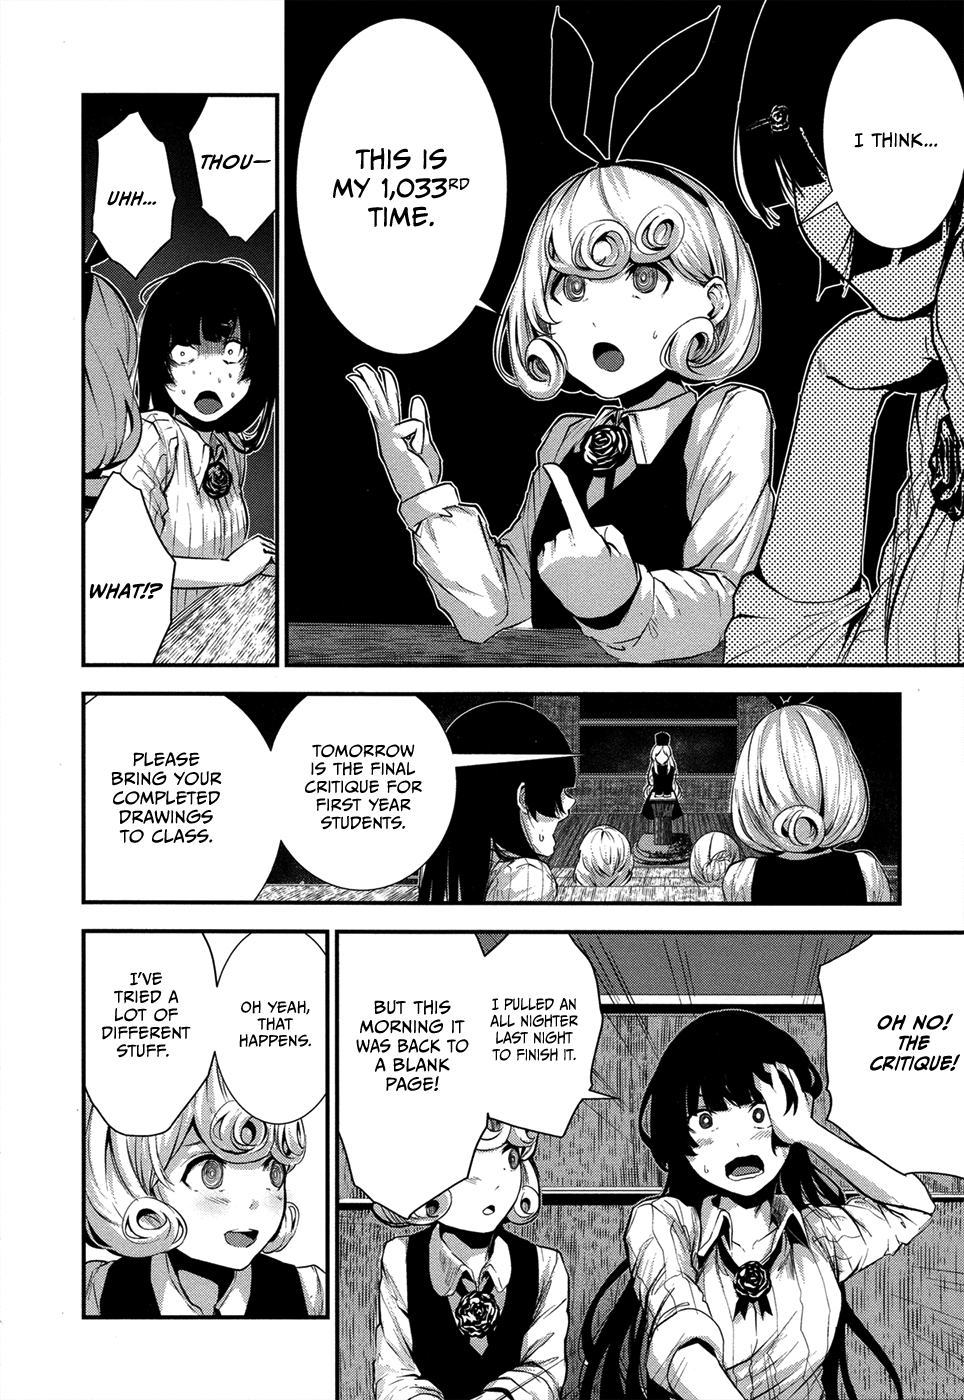 I THINK...
THIS IS
MY 1,033RD
TIME.
THOU—
UHH...
WHAT!?
TOMORROW
IS THE FINAL
CRITIQUE FOR
FIRST YEAR
STUDENTS.
PLEASE
BRING YOUR
COMPLETED
DRAWINGS
TO CLASS.
OH NO!
THE
CRITIQUE!
I PULLED AN
ALL NIGHTER
LAST NIGHT
TO FINISH IT.
BUT THIS
MORNING IT
WAS BACK TO
A BLANK
PAGE!
OH YEAH,
THAT
HAPPENS.
I'VE
TRIED A
LOT OF
DIFFERENT
STUFF.